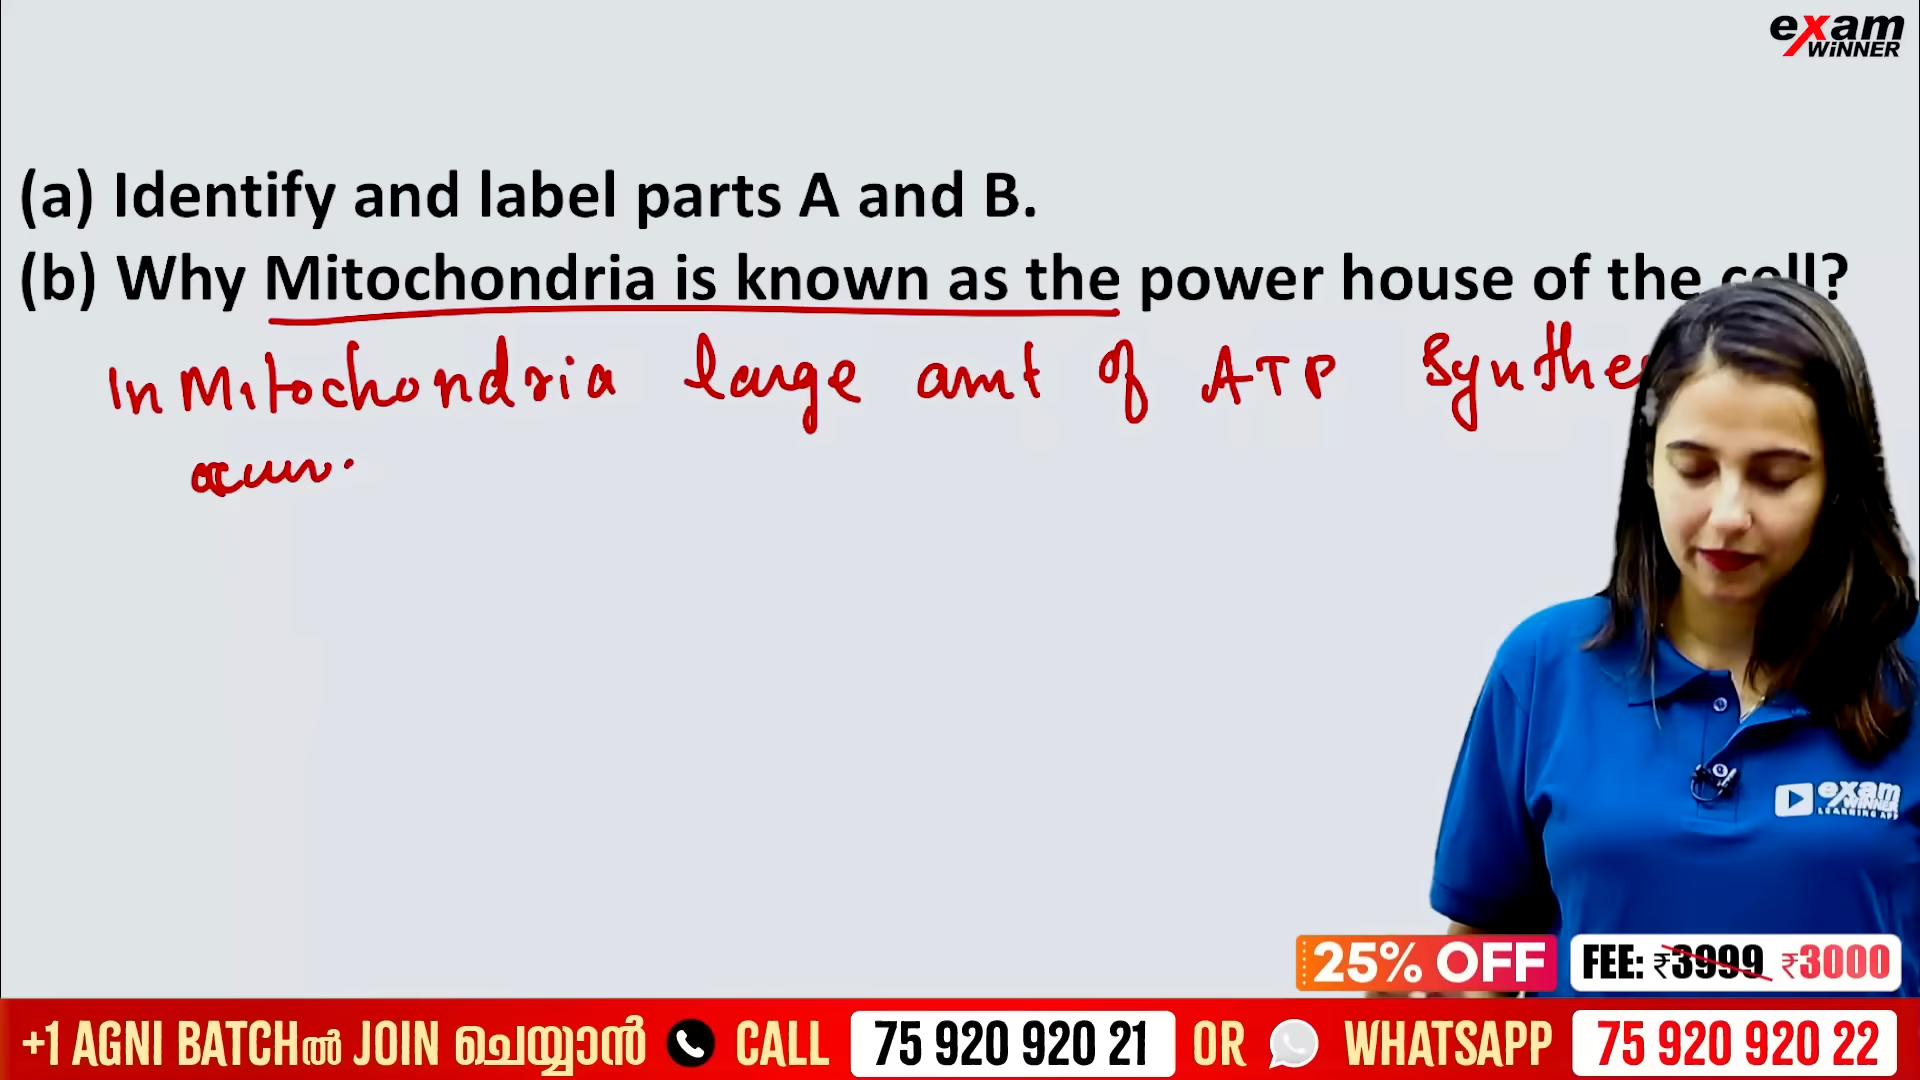 exam
WiNNER
(a) Identify and label parts A and B.
(b) Why Mitochondria is known as the power house of the cell?
In Mitochondria large amt of ATP Synthe
occur.
exam
WINNER
LEARNING APP
25% OFF
FEE: ₹3999 ₹3000
+1 AGNI BATCHൽ JOIN ചെയ്യാൻ CALL 75 920 920 21 OR WHATSAPP 75 920 920 22